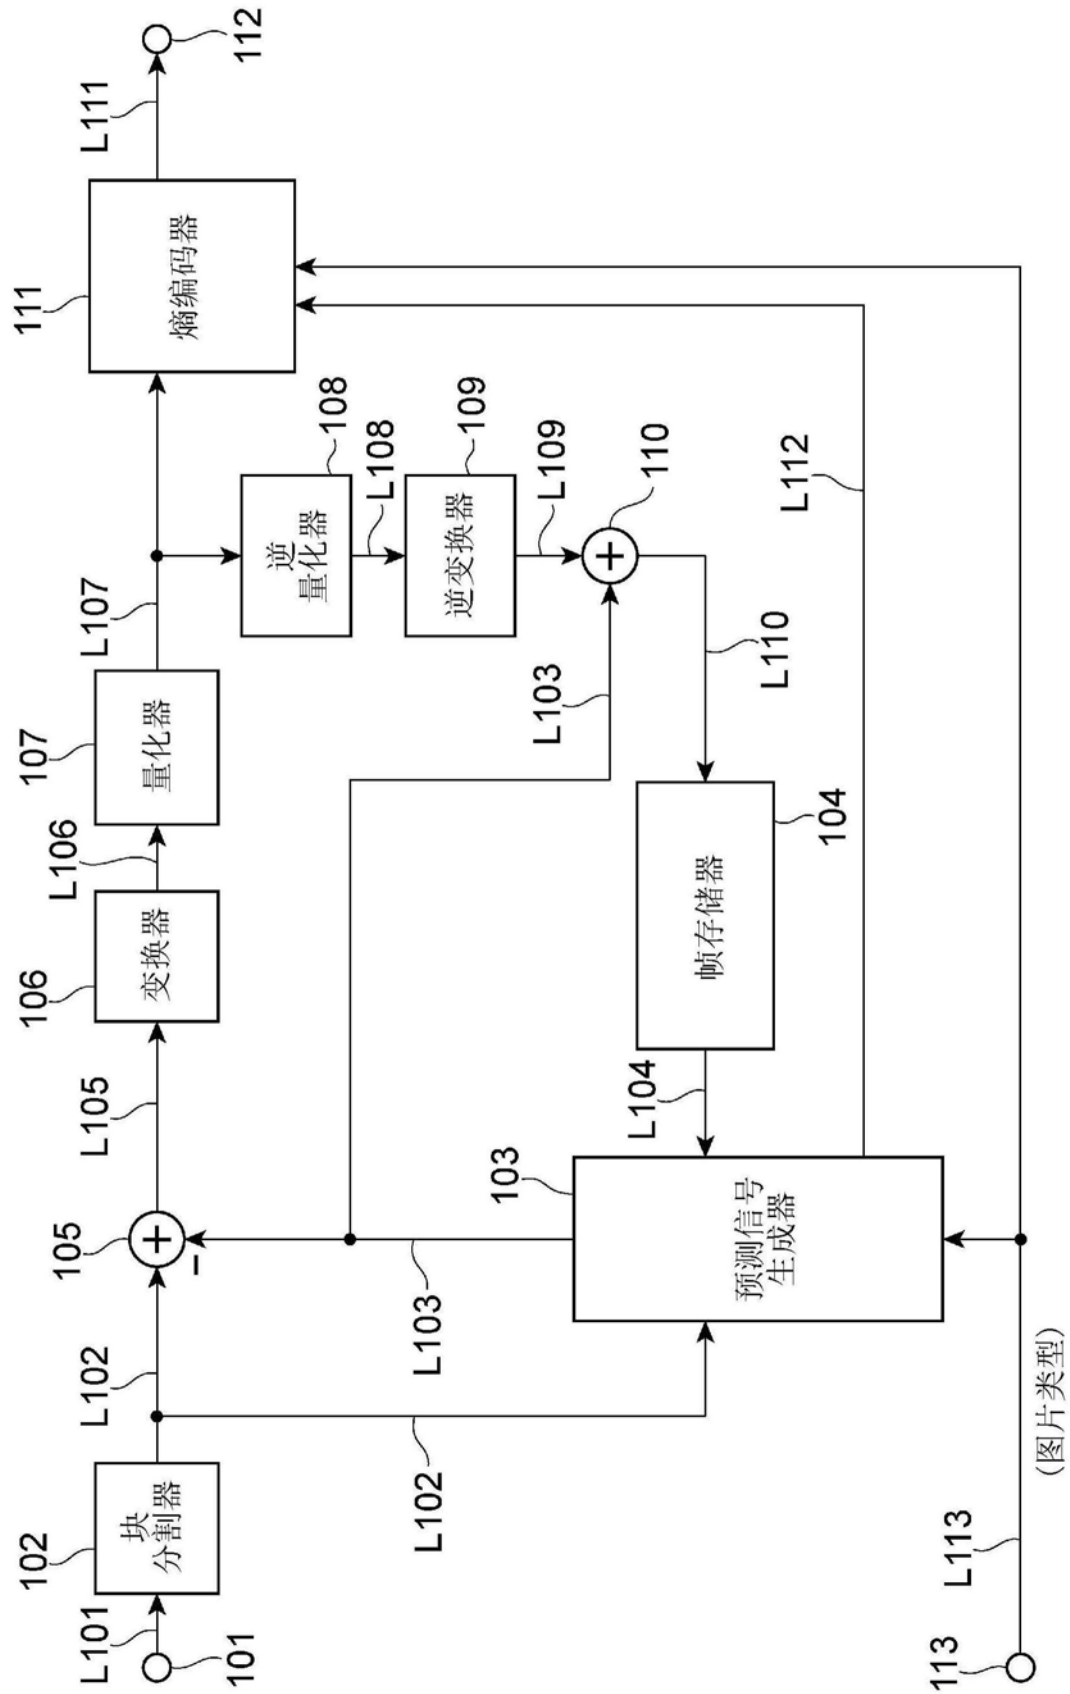 101
L101
102
块
分割器
L102
L102
105
−
L105
106
变换器
L106
107
量化器
L107
111
熵编码器
L111
112
逆
量化器
108
L108
逆变换器
109
L109
110
L103
L103
L110
帧存储器
104
L104
103
预测信号
生成器
L112
113
L113
(图片类型)